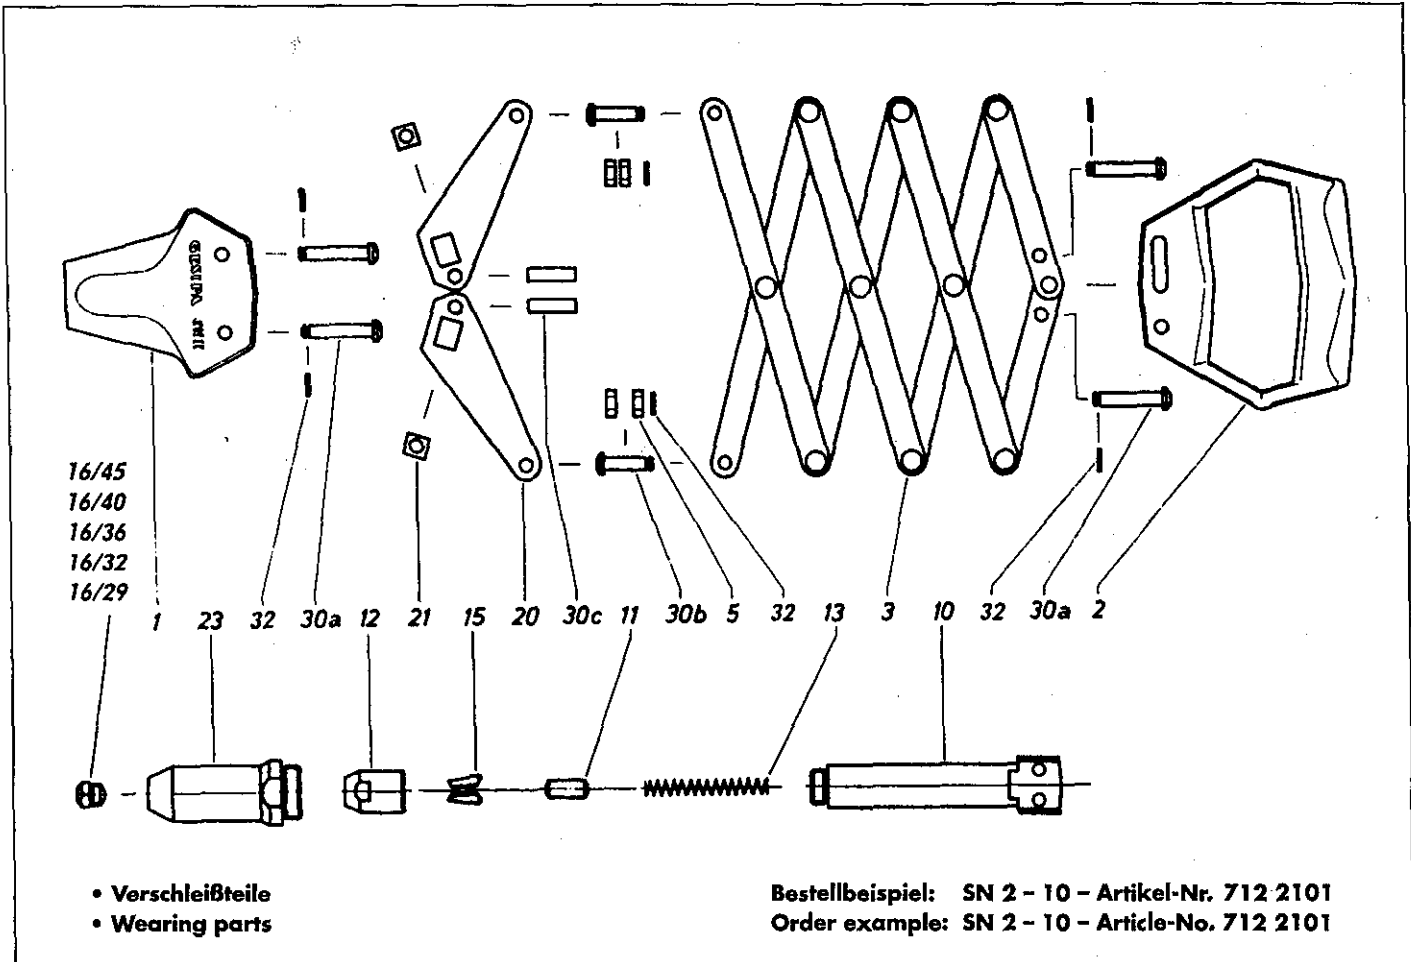 16/45
16/40
16/36
16/32
16/29
1 23 32 30a 12 21 15 20 30c 11 30b 5 32 13 3 10 32 30a 2
• Verschleißteile
• Wearing parts
Bestellbeispiel: SN 2 – 10 – Artikel-Nr. 712 2101
Order example: SN 2 – 10 – Article-No. 712 2101